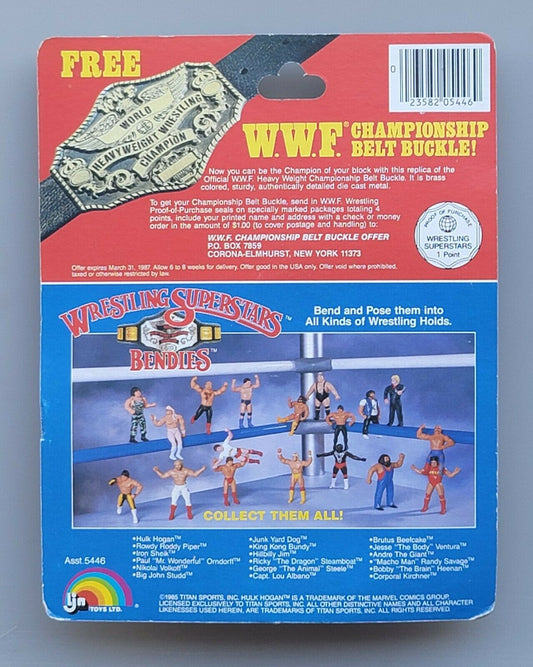 FREE
WORLD
HEAVYWEIGHT WRESTLING
CHAMPION
0
23582 05446
W.W.F.® CHAMPIONSHIP
BELT BUCKLE!
Now you can be the Champion of your block with this replica of the
Official W.W.F. Heavy Weight Championship Belt Buckle. It is brass
colored, sturdy, authentically detailed die cast metal.
To get your Championship Belt Buckle, send in W.W.F. Wrestling
Proof-of-Purchase seals on specially marked packages totaling 4
points, include your printed name and address with a check or money
order in the amount of $1.00 (to cover postage and handling) to:
W.W.F. CHAMPIONSHIP BELT BUCKLE OFFER
P.O. BOX 7859
CORONA-ELMHURST, NEW YORK 11373
PROOF OF PURCHASE
WRESTLING
SUPERSTARS
1 Point
Offer expires March 31, 1987. Allow 6 to 8 weeks for delivery. Offer good in the USA only. Offer void where prohibited,
taxed or otherwise restricted by law.
WRESTLING SUPERSTARS™
BENDIES™
Bend and Pose them into
All Kinds of Wrestling Holds.
COLLECT THEM ALL!
•Hulk Hogan™
•Rowdy Roddy Piper™
•Iron Sheik™
•Paul "Mr. Wonderful" Orndorff™
•Nikolai Volkoff™
•Big John Studd™
•Junk Yard Dog™
•King Kong Bundy™
•Hillbilly Jim™
•Ricky "The Dragon" Steamboat™
•George "The Animal" Steele™
•Capt. Lou Albano™
•Brutus Beefcake™
•Jesse "The Body" Ventura™
•Andre The Giant™
•"Macho Man" Randy Savage™
•Bobby "The Brain" Heenan™
•Corporal Kirchner™
Asst.5446
LJN
TOYS LTD.
©1985 TITAN SPORTS, INC. HULK HOGAN™ IS A TRADEMARK OF THE MARVEL COMICS GROUP,
LICENSED EXCLUSIVELY TO TITAN SPORTS, INC. ALL OTHER DISTINCTIVE NAMES AND ALL CHARACTER
LIKENESSES USED HEREIN, ARE TRADEMARKS OF TITAN SPORTS, INC. ALL RIGHTS RESERVED.